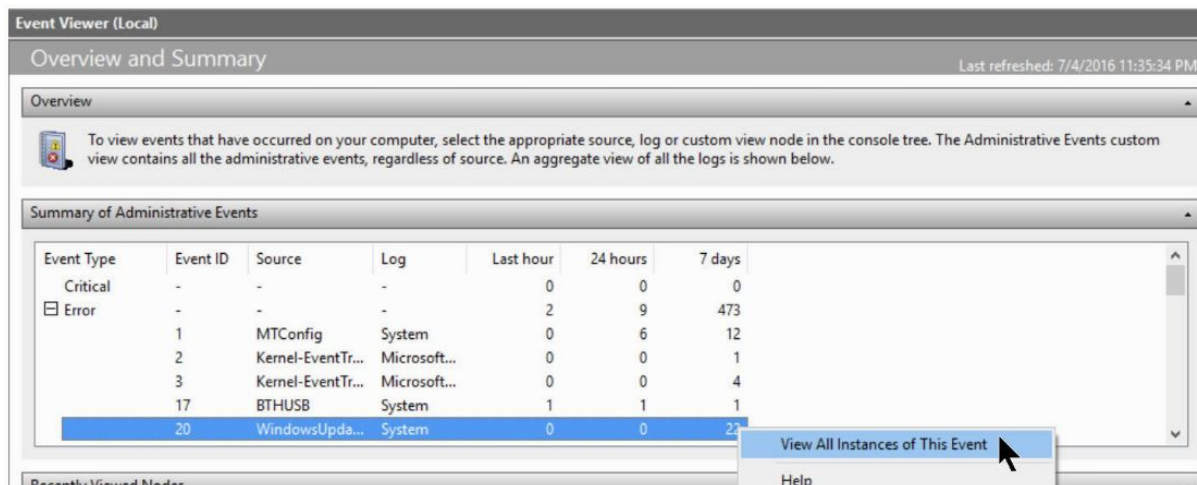 Event Viewer (Local)
Overview and Summary Last refreshed: 7/4/2016 11:35:34 PM
Overview
To view events that have occurred on your computer, select the appropriate source, log or custom view node in the console tree. The Administrative Events custom
view contains all the administrative events, regardless of source. An aggregate view of all the logs is shown below.
Summary of Administrative Events
Event Type Event ID Source Log Last hour 24 hours 7 days
Critical - - - 0 0 0
Error - - - 2 9 473
1 MTConfig System 0 6 12
2 Kernel-EventTr... Microsoft... 0 0 1
3 Kernel-EventTr... Microsoft... 0 0 4
17 BTHUSB System 1 1 1
20 WindowsUpda... System 0 0 22
View All Instances of This Event
Help
Recently Viewed Nodes